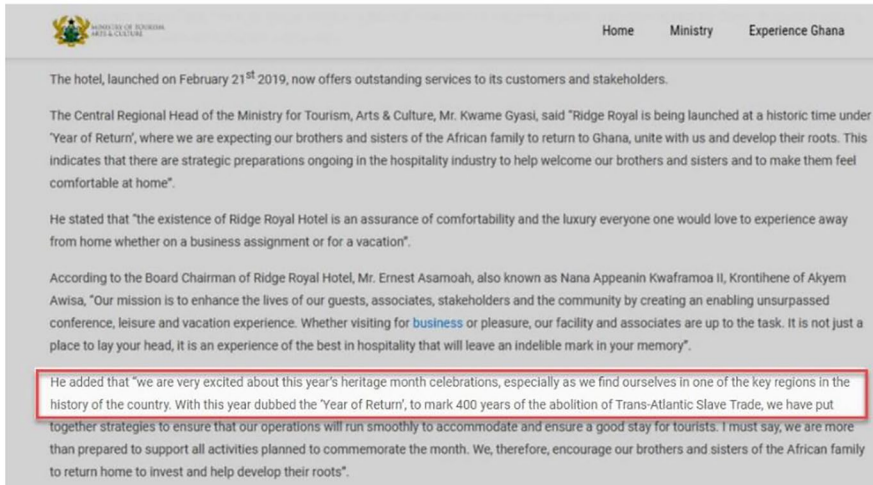 MINISTRY OF TOURISM,
ARTS & CULTURE
Home Ministry Experience Ghana
The hotel, launched on February 21st 2019, now offers outstanding services to its customers and stakeholders.
The Central Regional Head of the Ministry for Tourism, Arts & Culture, Mr. Kwame Gyasi, said “Ridge Royal is being launched at a historic time under
‘Year of Return’, where we are expecting our brothers and sisters of the African family to return to Ghana, unite with us and develop their roots. This
indicates that there are strategic preparations ongoing in the hospitality industry to help welcome our brothers and sisters and to make them feel
comfortable at home”.
He stated that “the existence of Ridge Royal Hotel is an assurance of comfortability and the luxury everyone one would love to experience away
from home whether on a business assignment or for a vacation”.
According to the Board Chairman of Ridge Royal Hotel, Mr. Ernest Asamoah, also known as Nana Appeanin Kwaframoa II, Krontihene of Akyem
Awisa, “Our mission is to enhance the lives of our guests, associates, stakeholders and the community by creating an enabling unsurpassed
conference, leisure and vacation experience. Whether visiting for business or pleasure, our facility and associates are up to the task. It is not just a
place to lay your head, it is an experience of the best in hospitality that will leave an indelible mark in your memory”.
He added that “we are very excited about this year’s heritage month celebrations, especially as we find ourselves in one of the key regions in the
history of the country. With this year dubbed the ‘Year of Return’, to mark 400 years of the abolition of Trans-Atlantic Slave Trade, we have put
together strategies to ensure that our operations will run smoothly to accommodate and ensure a good stay for tourists. I must say, we are more
than prepared to support all activities planned to commemorate the month. We, therefore, encourage our brothers and sisters of the African family
to return home to invest and help develop their roots”.